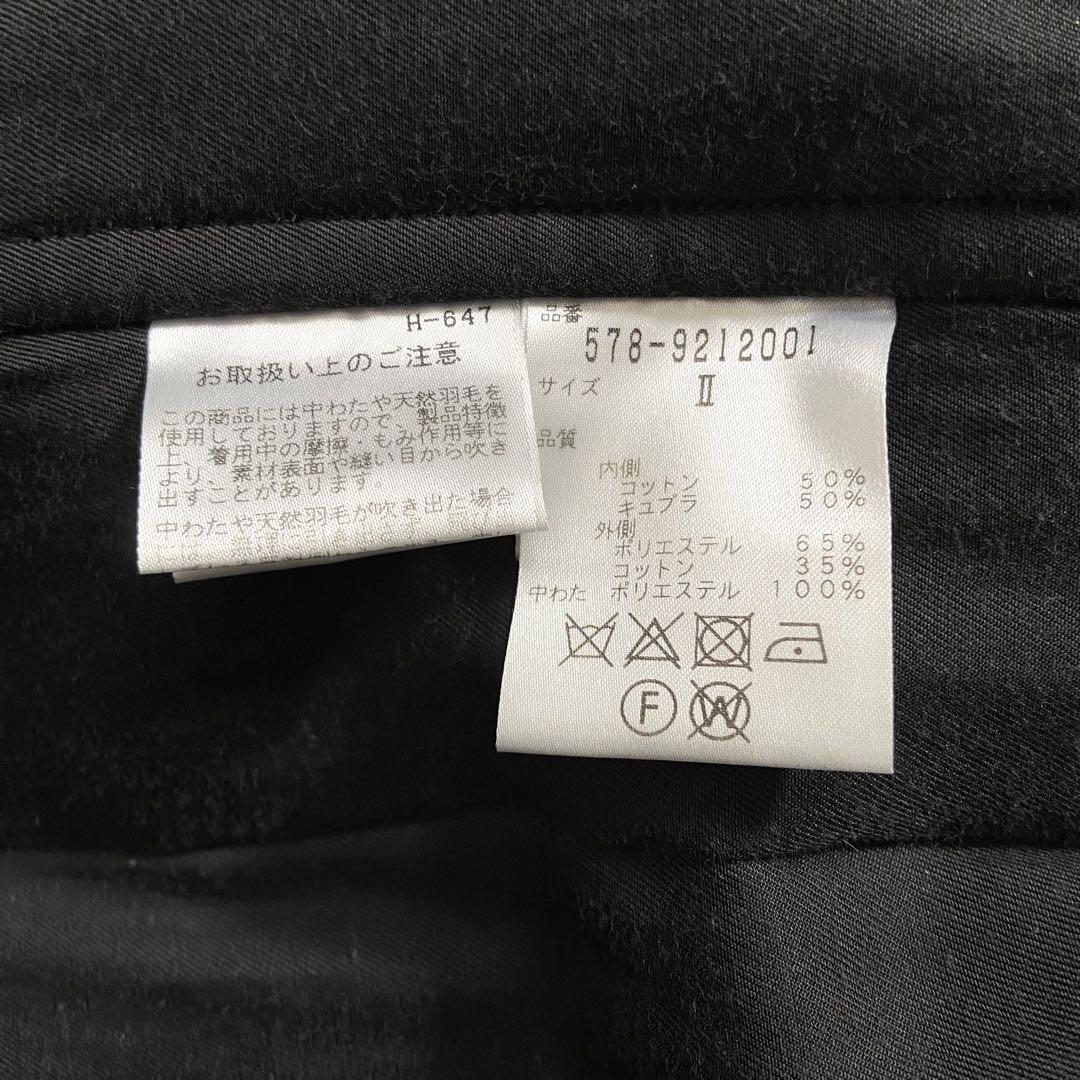 H-647
お取扱い上のご注意
この商品には中わたや天然羽毛を
使用しておりますので、製品特徴
上、着用中の摩擦・もみ作用等に
より、素材表面や縫い目から吹き
出すことがあります。
中わたや天然羽毛が吹き出た場合
品番
578-9212001
サイズ Ⅱ
品質
内側
コットン 50%
キュプラ 50%
外側
ポリエステル 65%
コットン 35%
中わた ポリエステル 100%
F W